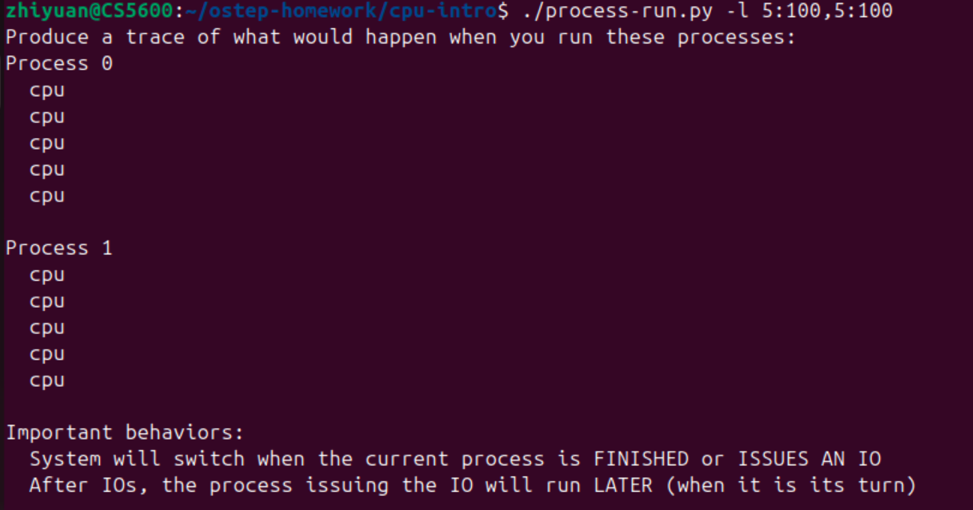 zhiyuan@CS5600:~/ostep-homework/cpu-intro$ ./process-run.py -l 5:100,5:100
Produce a trace of what would happen when you run these processes:
Process 0
  cpu
  cpu
  cpu
  cpu
  cpu

Process 1
  cpu
  cpu
  cpu
  cpu
  cpu

Important behaviors:
  System will switch when the current process is FINISHED or ISSUES AN IO
  After IOs, the process issuing the IO will run LATER (when it is its turn)